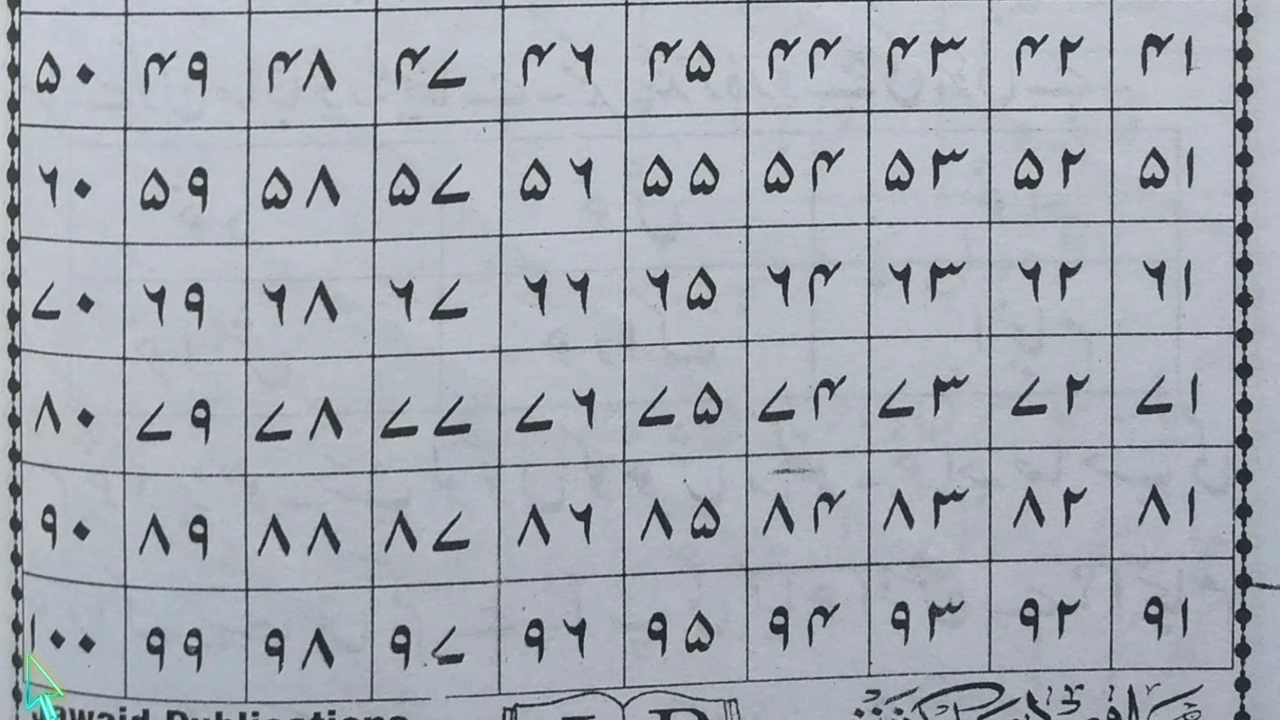 ۴۱ ۴۲ ۴۳ ۴۴ ۴۵ ۴۶ ۴۷ ۴۸ ۴۹ ۵۰
۵۱ ۵۲ ۵۳ ۵۴ ۵۵ ۵۶ ۵۷ ۵۸ ۵۹ ۶۰
۶۱ ۶۲ ۶۳ ۶۴ ۶۵ ۶۶ ۶۷ ۶۸ ۶۹ ۷۰
۷۱ ۷۲ ۷۳ ۷۴ ۷۵ ۷۶ ۷۷ ۷۸ ۷۹ ۸۰
۸۱ ۸۲ ۸۳ ۸۴ ۸۵ ۸۶ ۸۷ ۸۸ ۸۹ ۹۰
۹۱ ۹۲ ۹۳ ۹۴ ۹۵ ۹۶ ۹۷ ۹۸ ۹۹ ۱۰۰
Publications